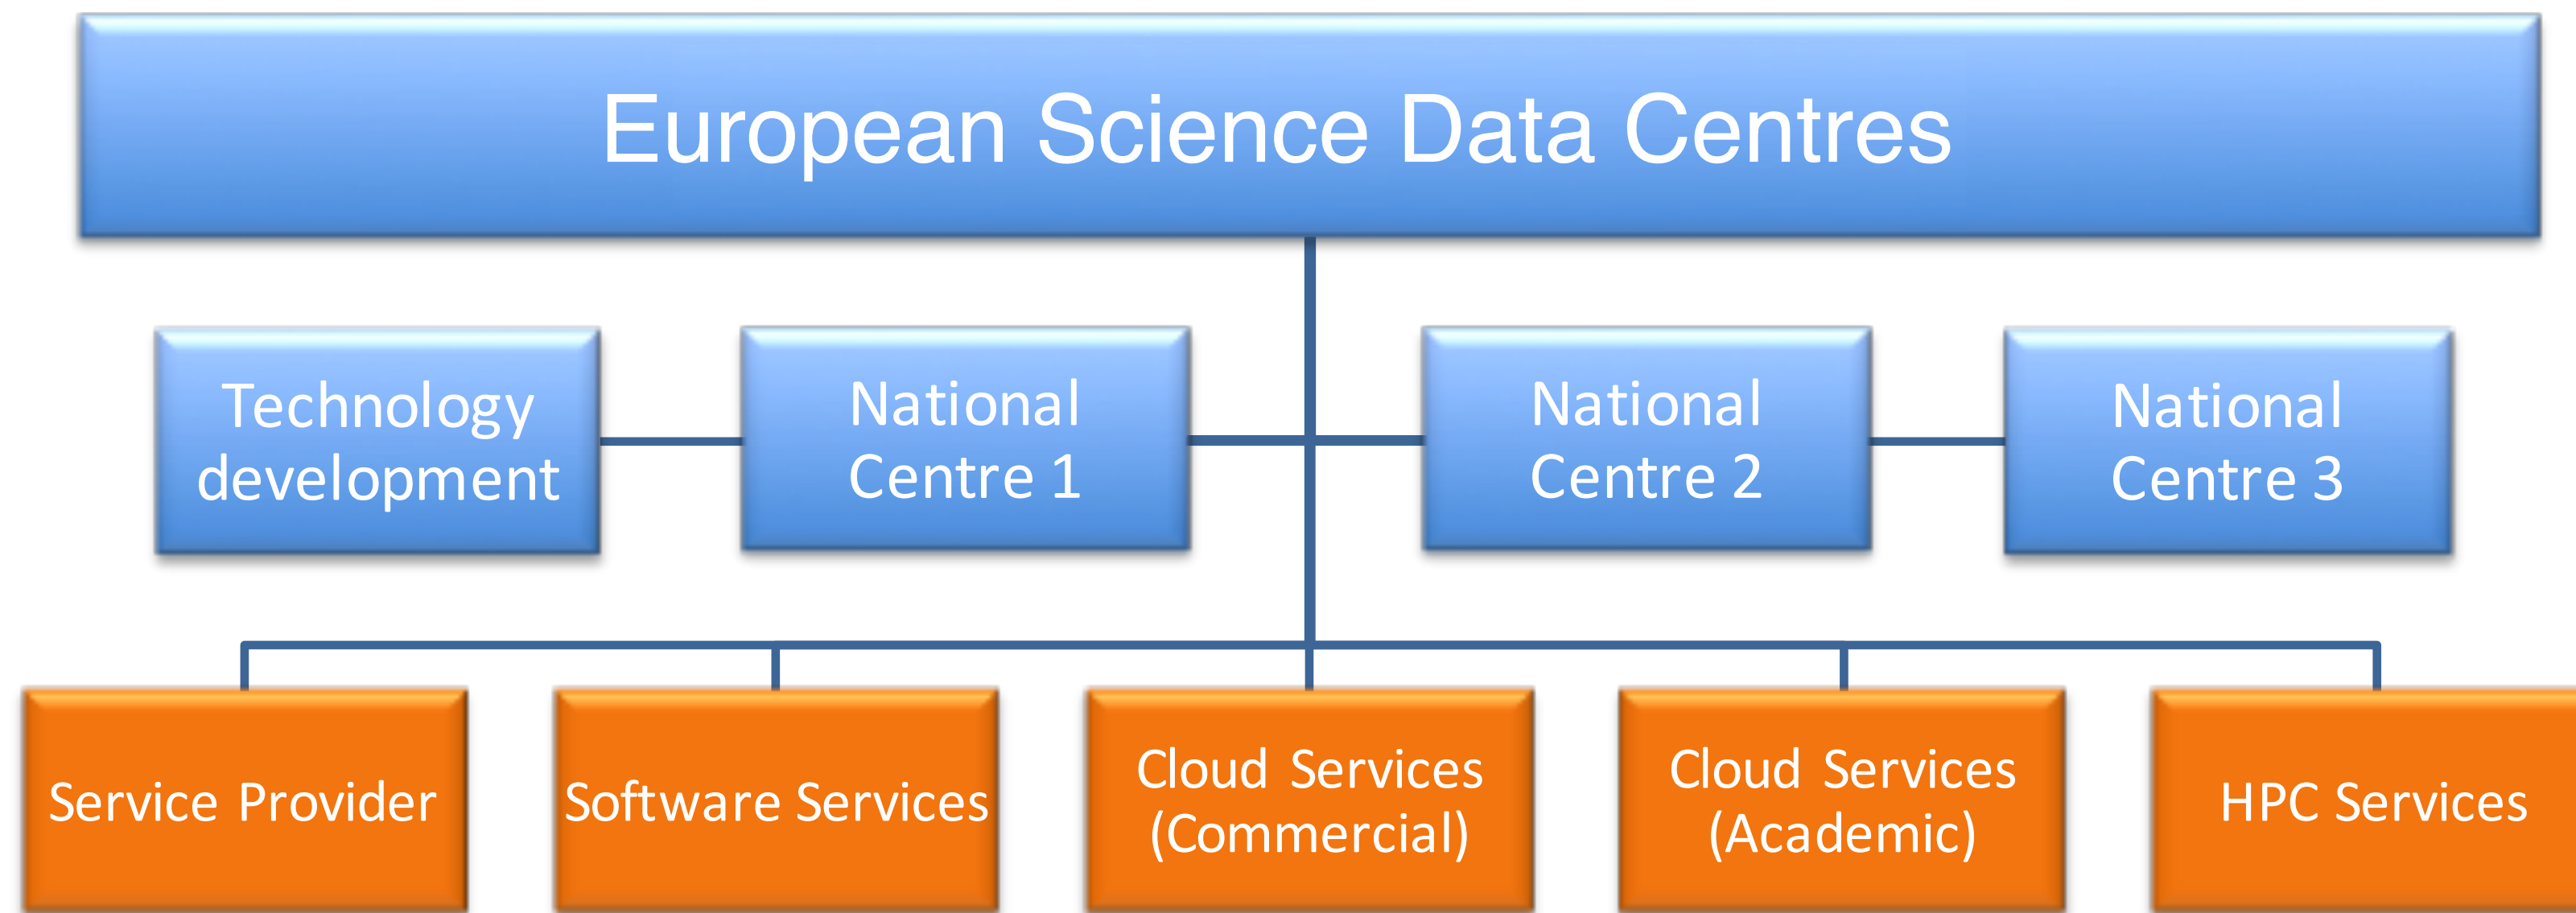 European Science Data Centres
Technology
development
National
Centre 1
National
Centre 2
National
Centre 3
Service Provider
Software Services
Cloud Services
(Commercial)
Cloud Services
(Academic)
HPC Services